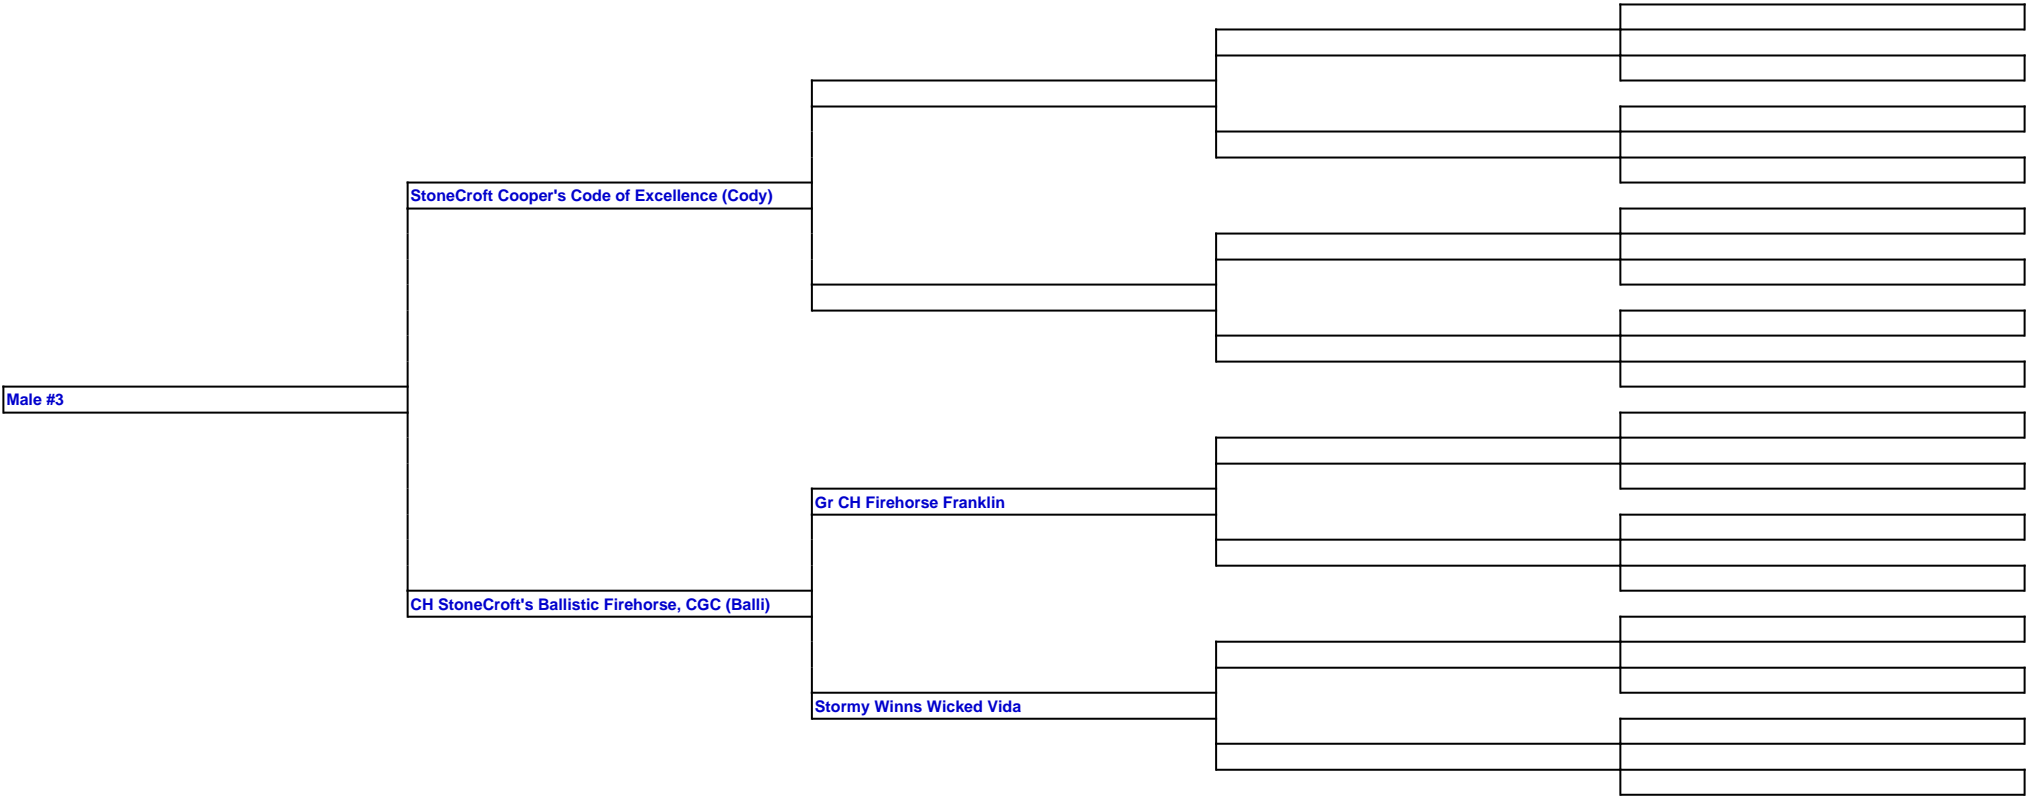 StoneCroft Cooper's Code of Excellence (Cody)
Male #3
Gr CH Firehorse Franklin
CH StoneCroft's Ballistic Firehorse, CGC (Balli)
Stormy Winns Wicked Vida